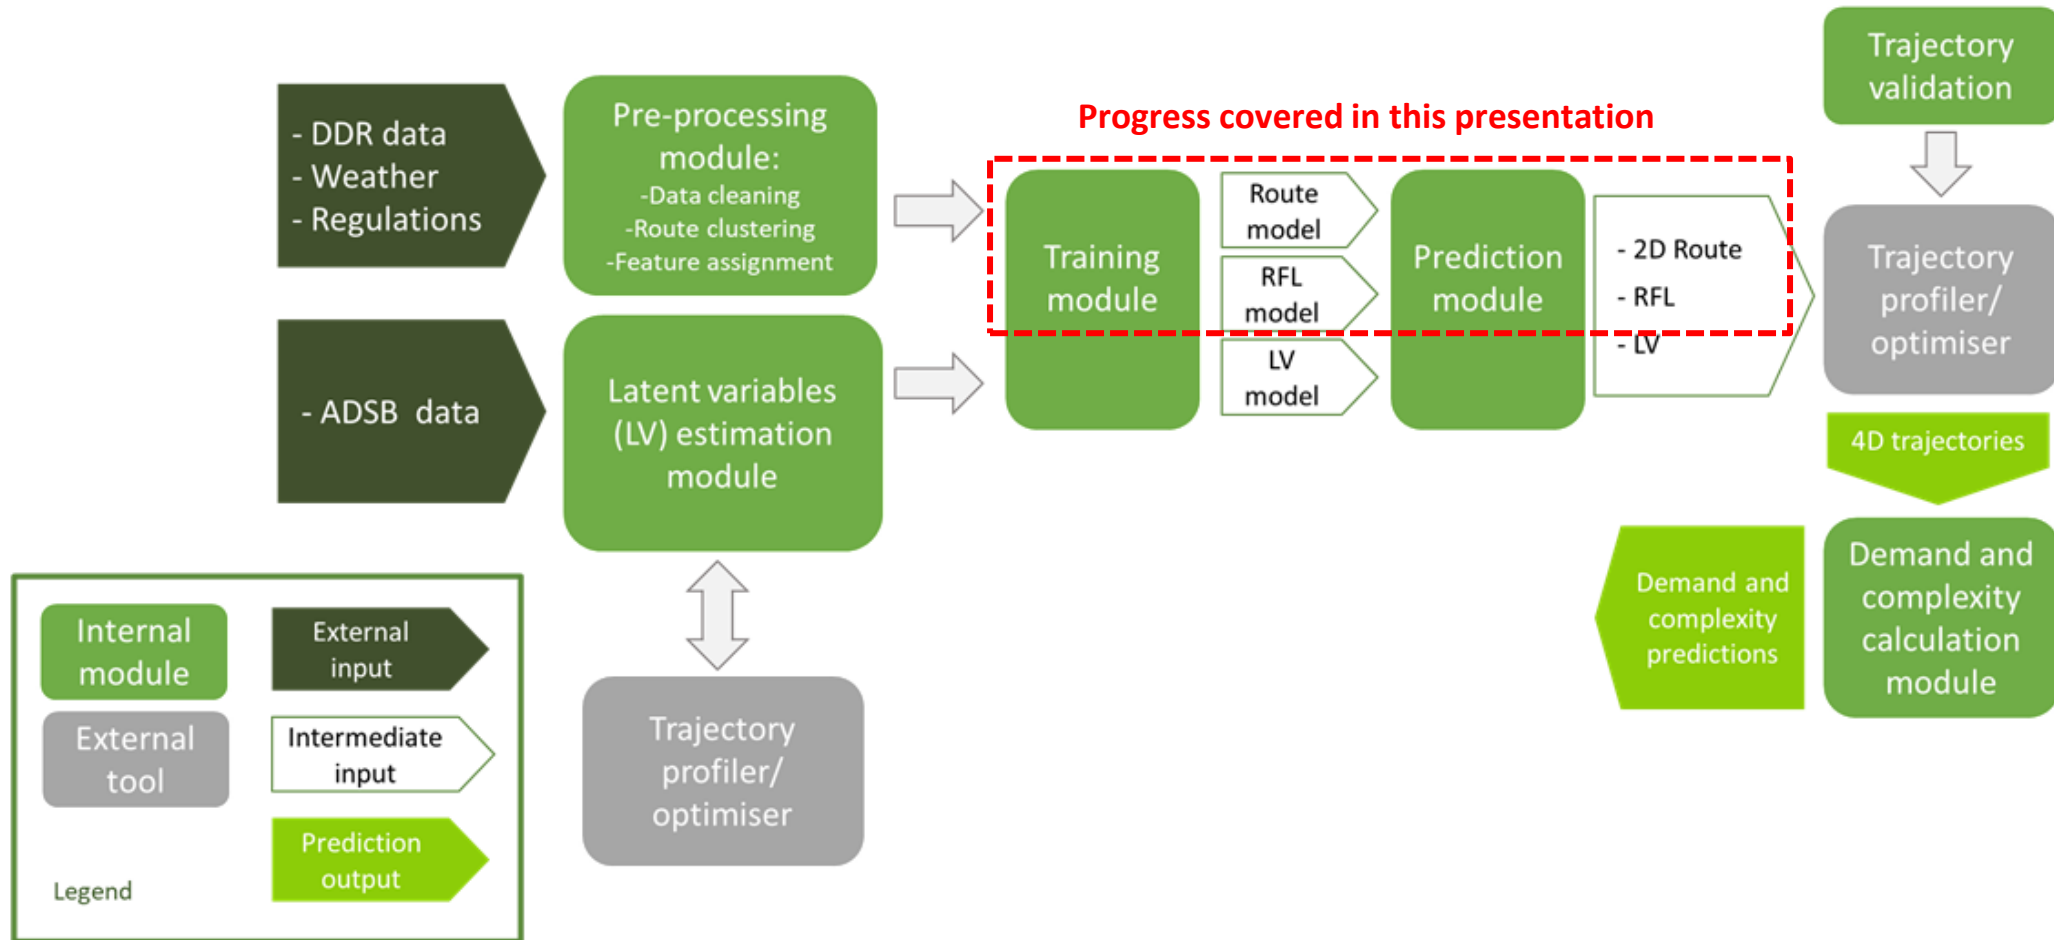 - DDR data
- Weather
- Regulations
Pre-processing
module:
-Data cleaning
-Route clustering
-Feature assignment
- ADSB data
Latent variables
(LV) estimation
module
Trajectory
profiler/
optimiser
Progress covered in this presentation
Training
module
Route
model
RFL
model
LV
model
Prediction
module
- 2D Route
- RFL
- LV
Trajectory
validation
Trajectory
profiler/
optimiser
4D trajectories
Demand and
complexity
calculation
module
Demand and
complexity
predictions
Internal
module
External
input
External
tool
Intermediate
input
Prediction
output
Legend